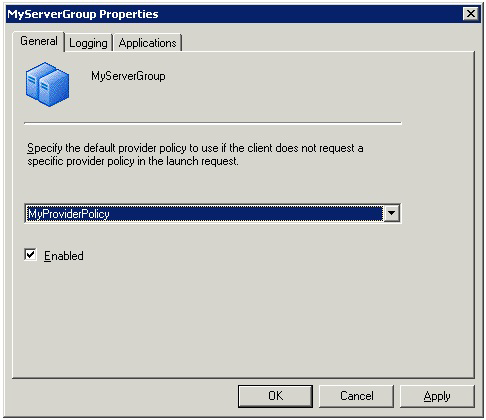 MyServerGroup Properties
General Logging Applications
MyServerGroup
Specify the default provider policy to use if the client does not request a
specific provider policy in the launch request.
MyProviderPolicy
Enabled
OK Cancel Apply